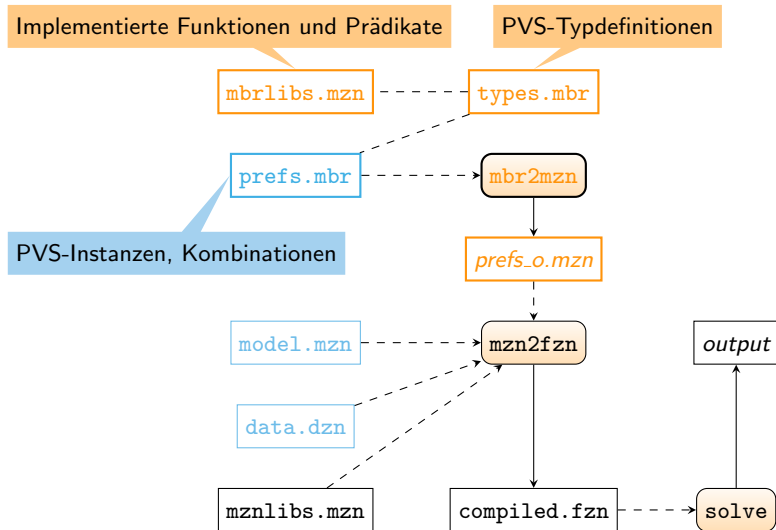 Implementierte Funktionen und Prädikate
PVS-Typdefinitionen
mbrlibs.mzn
types.mbr
prefs.mbr
mbr2mzn
PVS-Instanzen, Kombinationen
prefs_o.mzn
model.mzn
mzn2fzn
output
data.dzn
mznlibs.mzn
compiled.fzn
solve